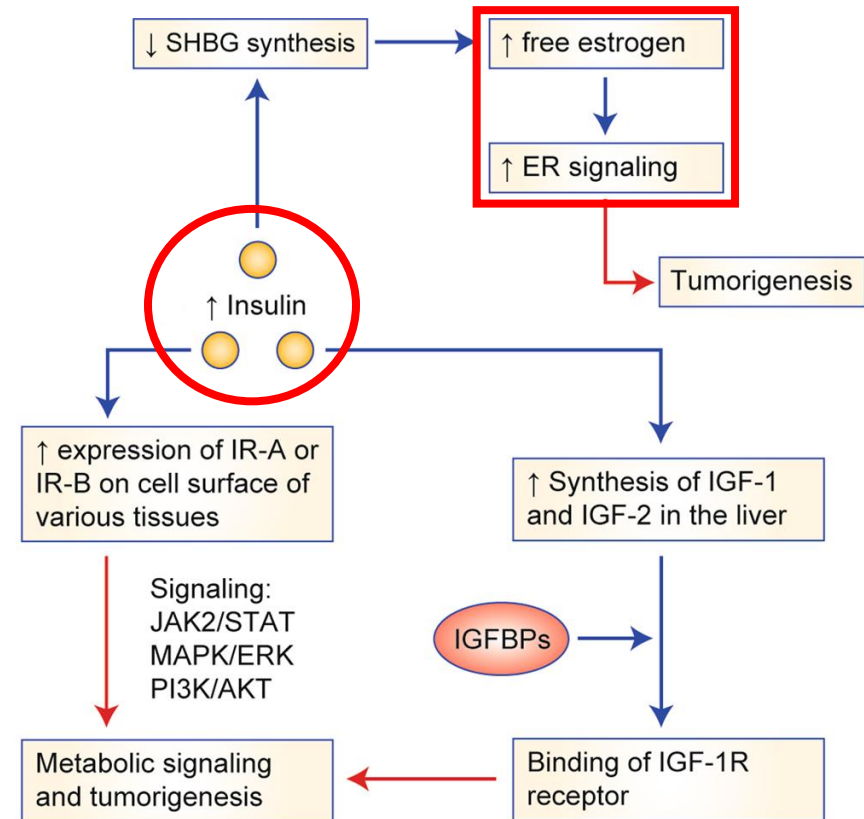 ↓ SHBG synthesis
↑ free estrogen
↑ ER signaling
Tumorigenesis
↑ Insulin
↑ expression of IR-A or
IR-B on cell surface of
various tissues
↑ Synthesis of IGF-1
and IGF-2 in the liver
Signaling:
JAK2/STAT
MAPK/ERK
PI3K/AKT
IGFBPs
Metabolic signaling
and tumorigenesis
Binding of IGF-1R
receptor